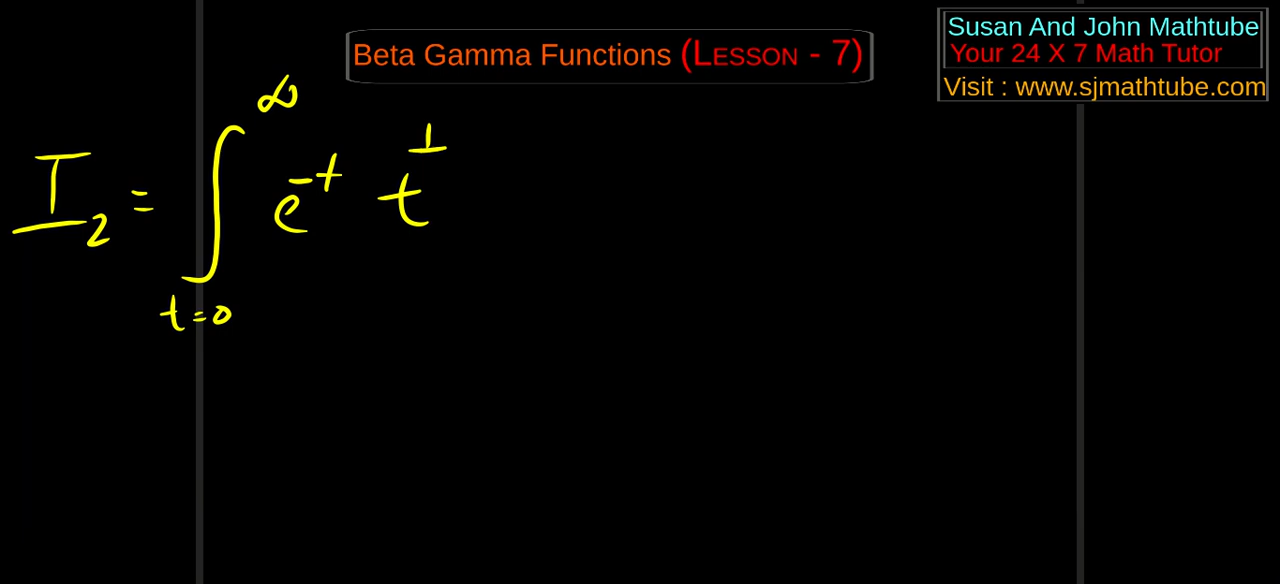 Susan And John Mathtube
Your 24 X 7 Math Tutor
Visit : www.sjmathtube.com
Beta Gamma Functions (LESSON - 7)
I₂ = ∫_{t=0}^{∞} e^{-t} t^{1/}